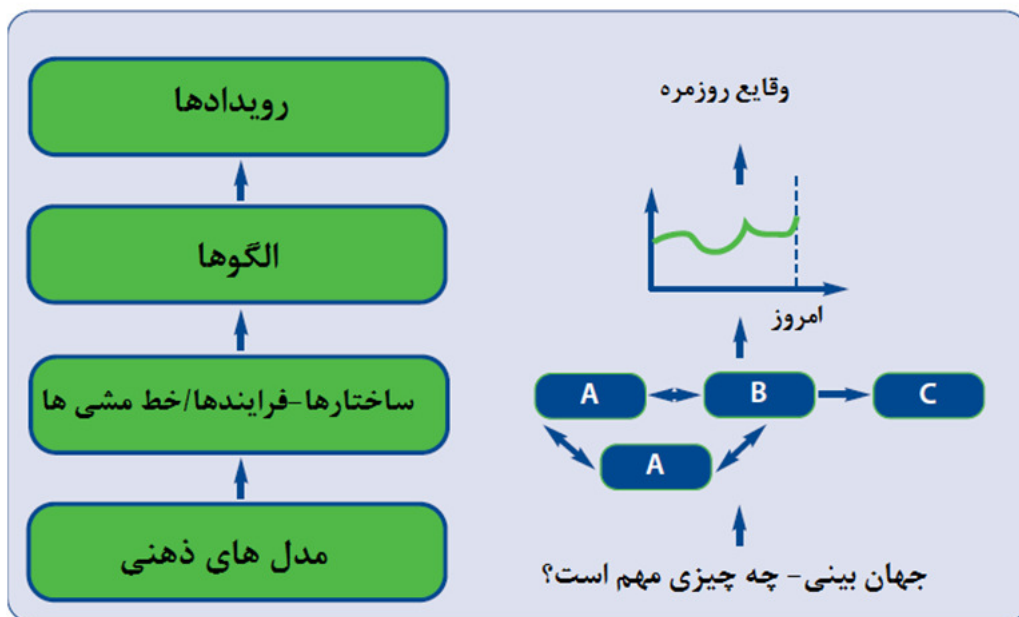 رویدادها
الگوها
ساختارها-فرایندها/خط مشی ها
مدل های ذهنی
وقایع روزمره
امروز
A
B
C
A
جهان بینی- چه چیزی مهم است؟